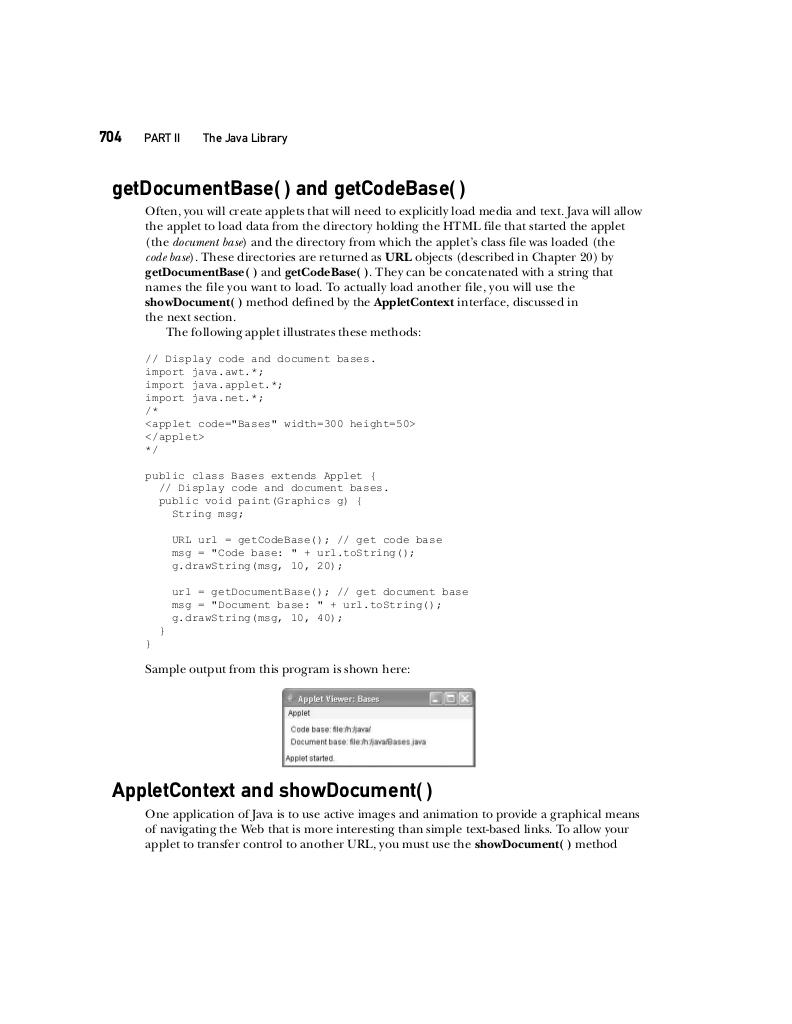 704 PART II The Java Library
getDocumentBase( ) and getCodeBase( )
Often, you will create applets that will need to explicitly load media and text. Java will allow
the applet to load data from the directory holding the HTML file that started the applet
(the document base) and the directory from which the applet's class file was loaded (the
code base). These directories are returned as URL objects (described in Chapter 20) by
getDocumentBase( ) and getCodeBase( ). They can be concatenated with a string that
names the file you want to load. To actually load another file, you will use the
showDocument( ) method defined by the AppletContext interface, discussed in
the next section.
The following applet illustrates these methods:
// Display code and document bases.
import java.awt.*;
import java.applet.*;
import java.net.*;
/*
<applet code="Bases" width=300 height=50>
</applet>
*/
public class Bases extends Applet {
// Display code and document bases.
public void paint(Graphics g) {
String msg;
URL url = getCodeBase(); // get code base
msg = "Code base: " + url.toString();
g.drawString(msg, 10, 20);
url = getDocumentBase(); // get document base
msg = "Document base: " + url.toString();
g.drawString(msg, 10, 40);
}
}
Sample output from this program is shown here:
Applet Viewer: Bases
Applet
Code base: file:/h:/java/
Document base: file:/h:/java/Bases.java
Applet started.
AppletContext and showDocument( )
One application of Java is to use active images and animation to provide a graphical means
of navigating the Web that is more interesting than simple text-based links. To allow your
applet to transfer control to another URL, you must use the showDocument( ) method